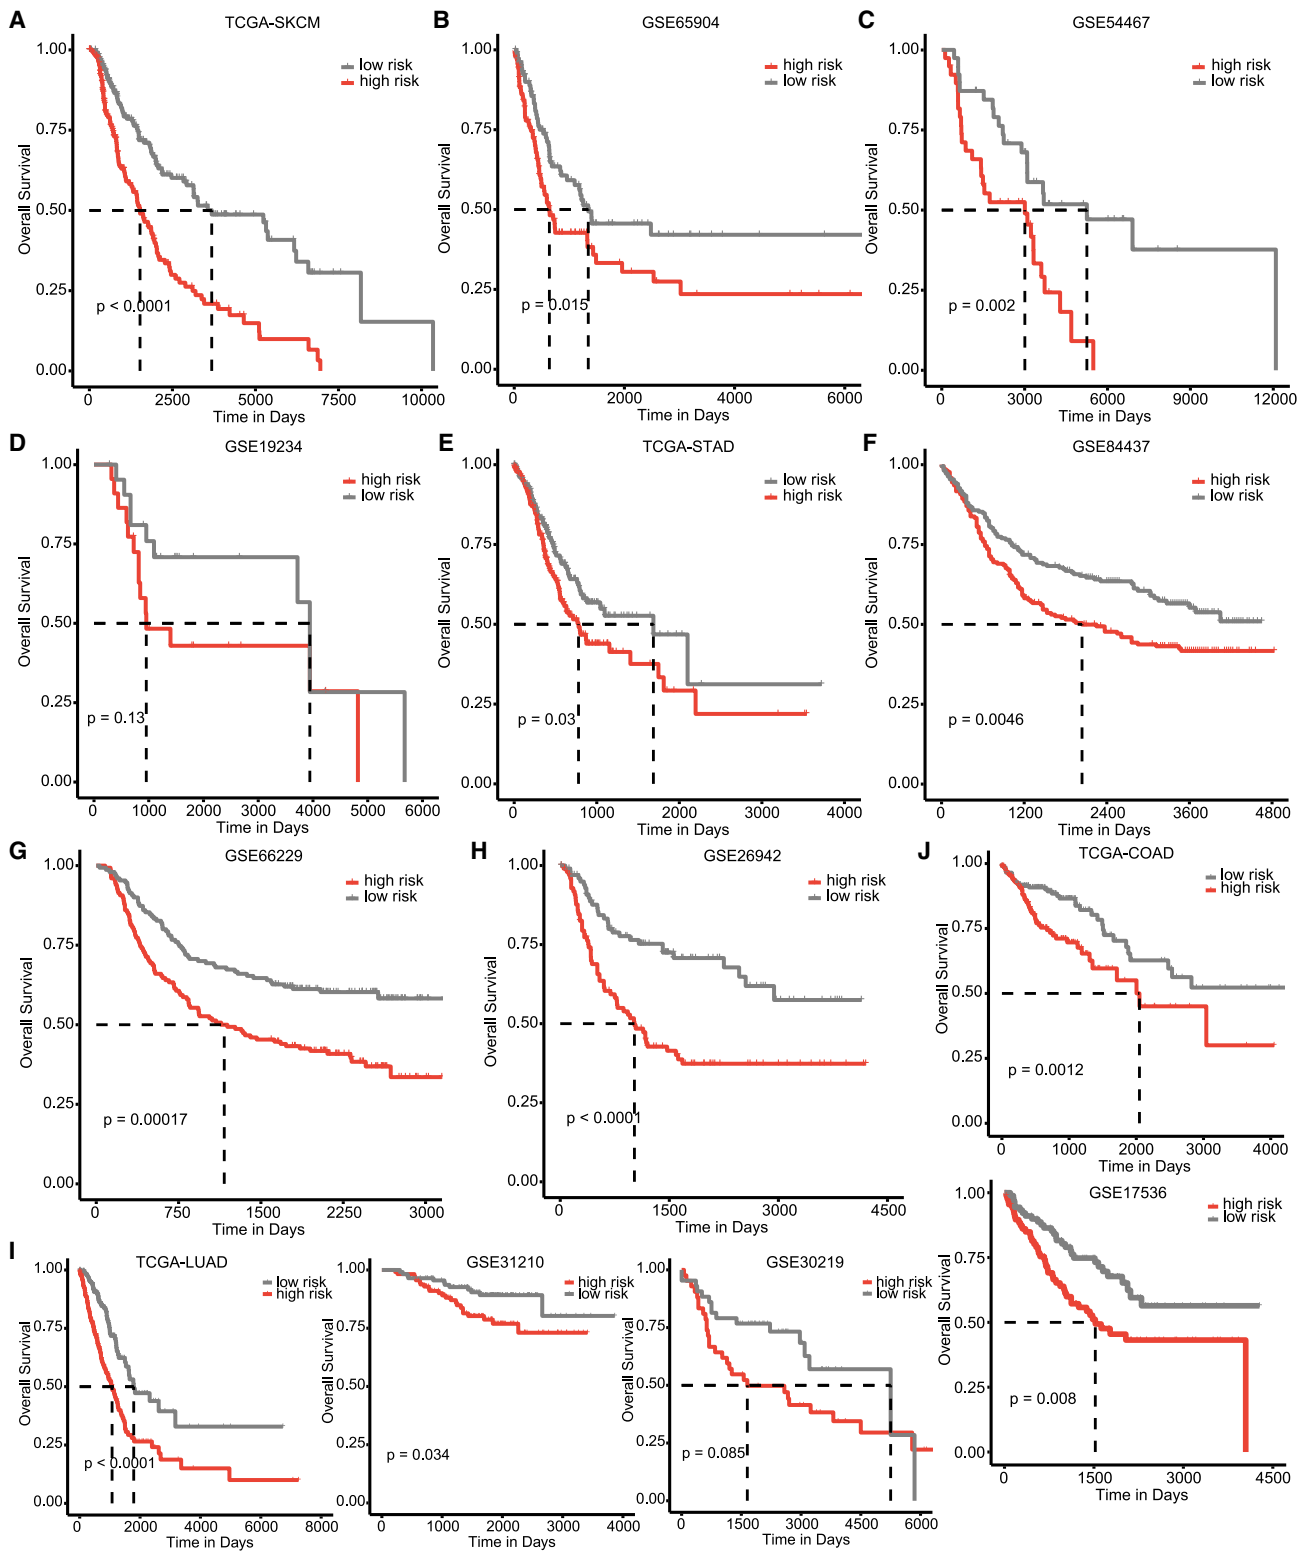 A
TCGA-SKCM
low risk
high risk
Overall Survival
1.00
0.75
0.50
0.25
0.00
p < 0.0001
0 2500 5000 7500 10000
Time in Days
B
GSE65904
high risk
low risk
Overall Survival
1.00
0.75
0.50
0.25
0.00
p = 0.015
0 2000 4000 6000
Time in Days
C
GSE54467
high risk
low risk
Overall Survival
1.00
0.75
0.50
0.25
0.00
p = 0.002
0 3000 6000 9000 12000
Time in Days
D
GSE19234
high risk
low risk
Overall Survival
1.00
0.75
0.50
0.25
0.00
p = 0.13
0 1000 2000 3000 4000 5000 6000
Time in Days
E
TCGA-STAD
low risk
high risk
Overall Survival
1.00
0.75
0.50
0.25
0.00
p = 0.03
0 1000 2000 3000 4000
Time in Days
F
GSE84437
high risk
low risk
Overall Survival
1.00
0.75
0.50
0.25
0.00
p = 0.0046
0 1200 2400 3600 4800
Time in Days
G
GSE66229
high risk
low risk
Overall Survival
1.00
0.75
0.50
0.25
0.00
p = 0.00017
0 750 1500 2250 3000
Time in Days
H
GSE26942
high risk
low risk
Overall Survival
1.00
0.75
0.50
0.25
0.00
p < 0.0001
0 1500 3000 4500
Time in Days
J
TCGA-COAD
low risk
high risk
Overall Survival
1.00
0.75
0.50
0.25
0.00
p = 0.0012
0 1000 2000 3000 4000
Time in Days
GSE17536
high risk
low risk
Overall Survival
1.00
0.75
0.50
0.25
0.00
p = 0.008
0 1500 3000 4500
Time in Days
I
TCGA-LUAD
low risk
high risk
Overall Survival
1.00
0.75
0.50
0.25
0.00
p < 0.0001
0 2000 4000 6000 8000
Time in Days
GSE31210
high risk
low risk
Overall Survival
1.00
0.75
0.50
0.25
0.00
p = 0.034
0 1000 2000 3000 4000
Time in Days
GSE30219
high risk
low risk
Overall Survival
1.00
0.75
0.50
0.25
0.00
p = 0.085
0 1500 3000 4500 6000
Time in Days